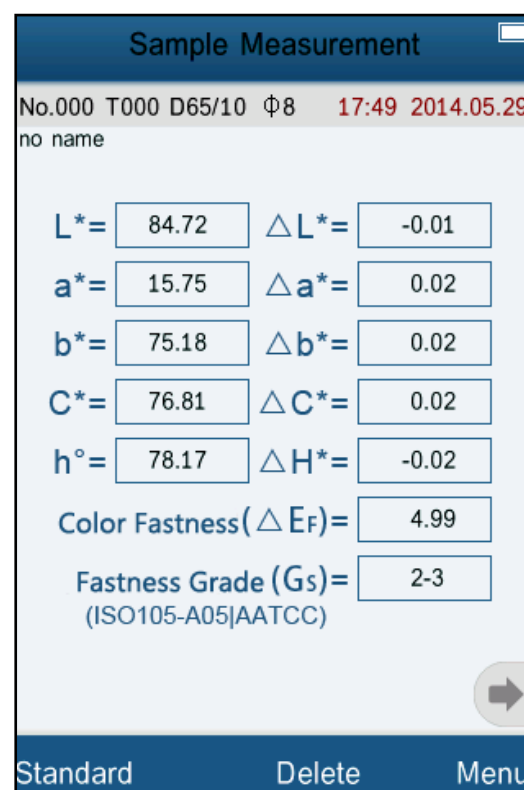 Sample Measurement
No.000 T000 D65/10 Φ8 17:49 2014.05.29
no name
L*= 84.72 △L*= -0.01
a*= 15.75 △a*= 0.02
b*= 75.18 △b*= 0.02
C*= 76.81 △C*= 0.02
h°= 78.17 △H*= -0.02
Color Fastness(△EF)= 4.99
Fastness Grade(Gs)= 2-3
(ISO105-A05|AATCC)
Standard Delete Menu